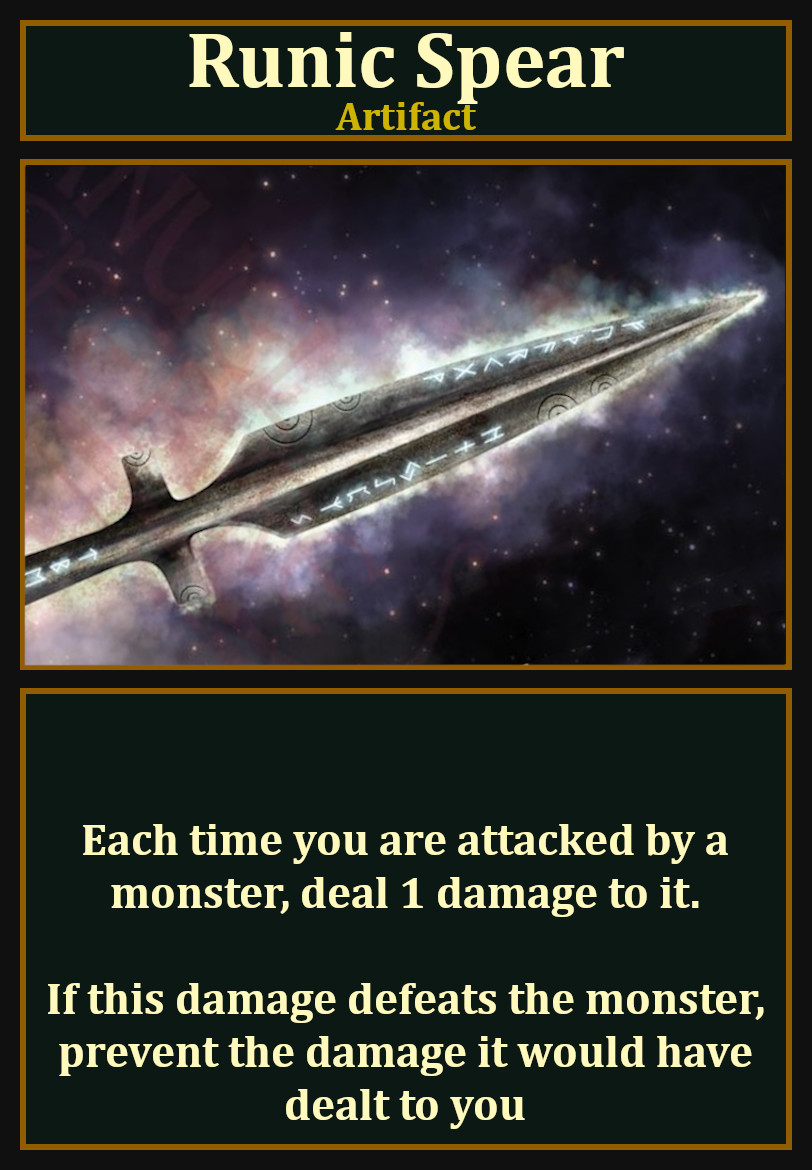 Runic Spear
Artifact
Each time you are attacked by a
monster, deal 1 damage to it.
If this damage defeats the monster,
prevent the damage it would have
dealt to you